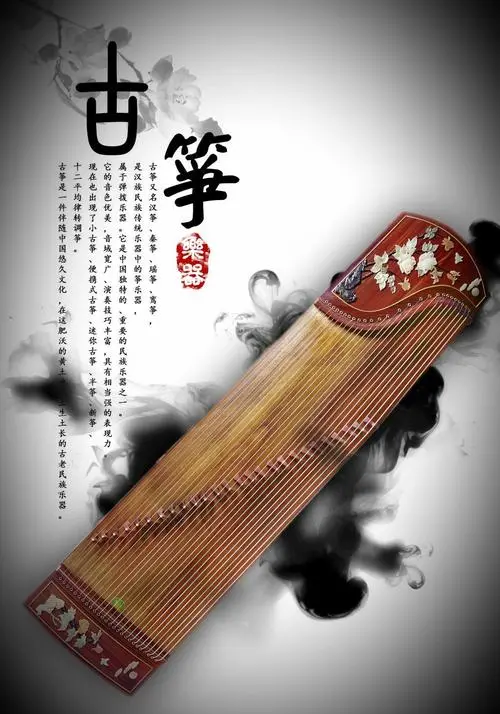 古筝
樂器
古筝又名汉筝、秦筝、瑶筝、鸾筝,
是汉族民族传统乐器中的筝乐器,
属于弹拨乐器。它是中国独特的、重要的民族乐器之一。
它的音色优美,音域宽广、演奏技巧丰富,具有相当强的表现力。
现在也出现了小古筝、便携式古筝、迷你古筝、半筝、新筝、
十二平均律转调筝。
古筝是一件伴随中国悠久文化,在这肥沃的黄土生土长的古老民族乐器。